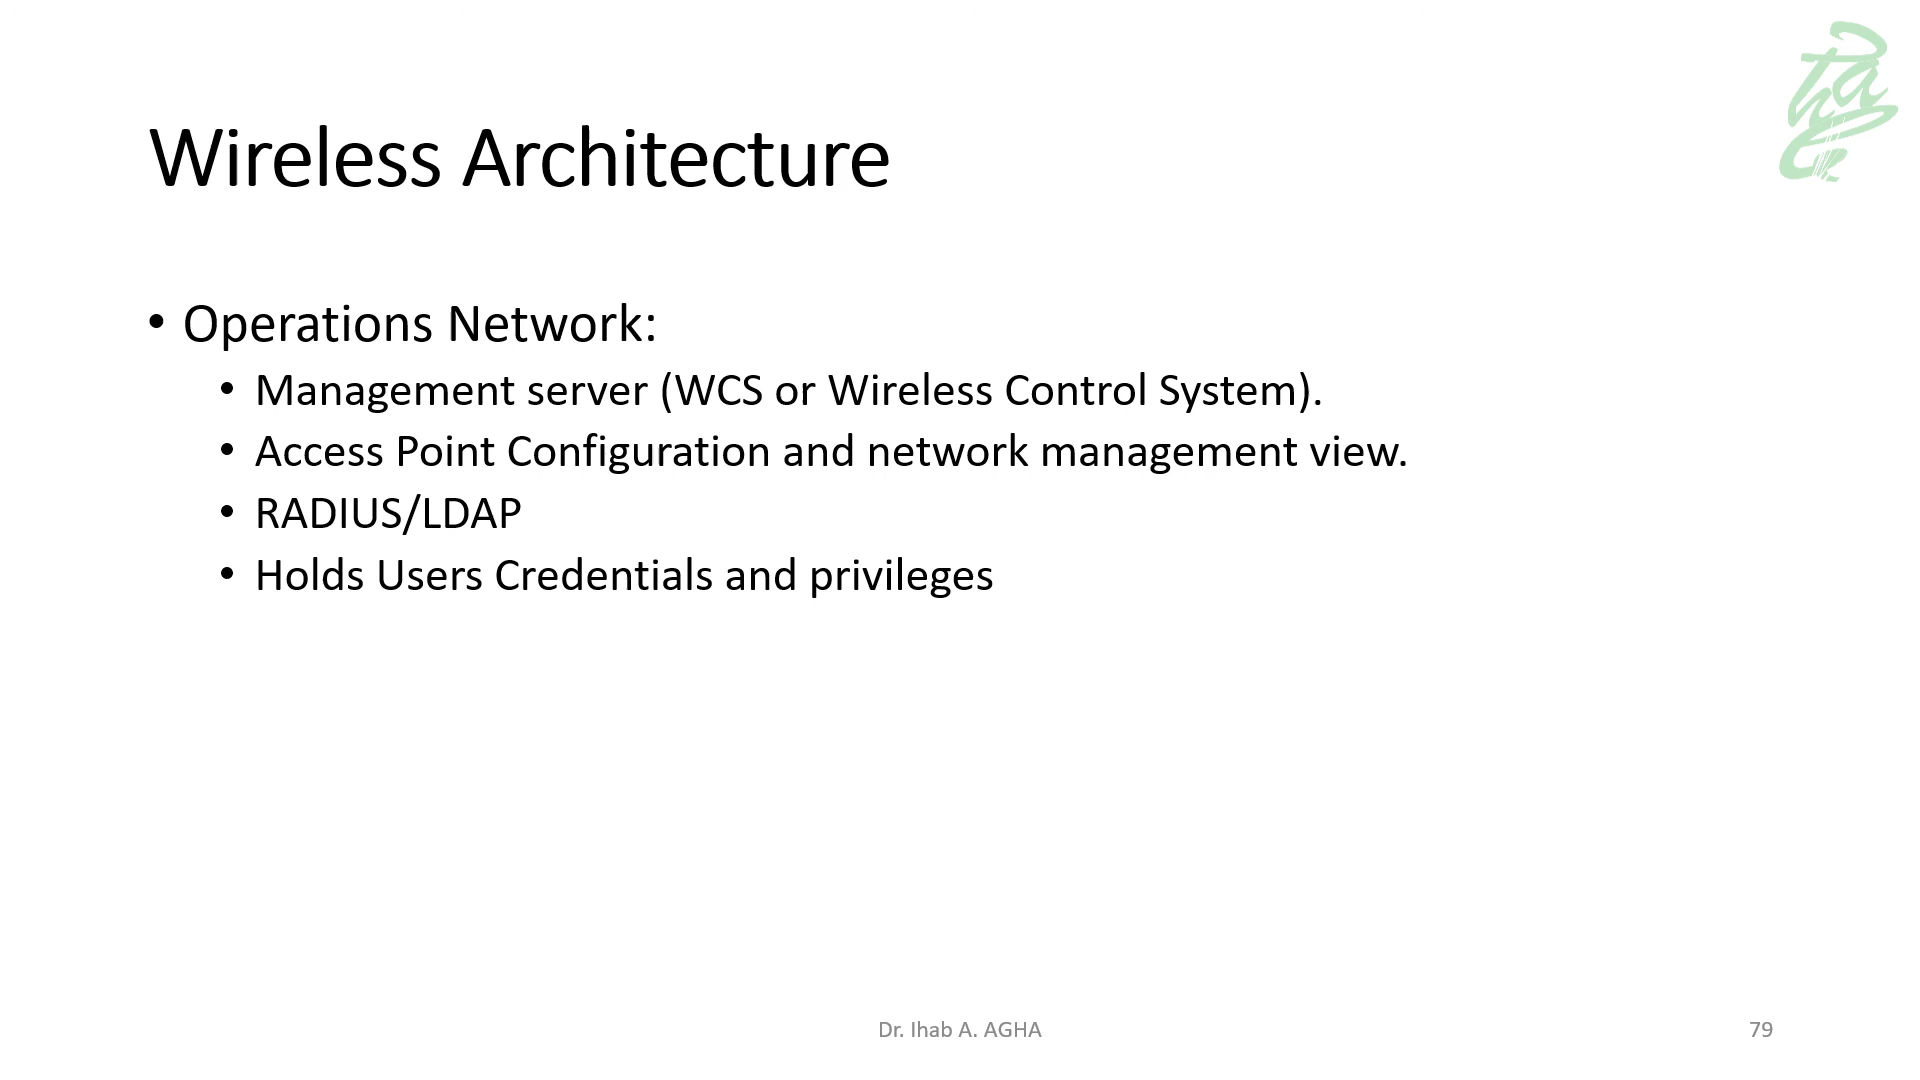 Wireless Architecture
• Operations Network:
• Management server (WCS or Wireless Control System).
• Access Point Configuration and network management view.
• RADIUS/LDAP
• Holds Users Credentials and privileges
Dr. Ihab A. AGHA
79